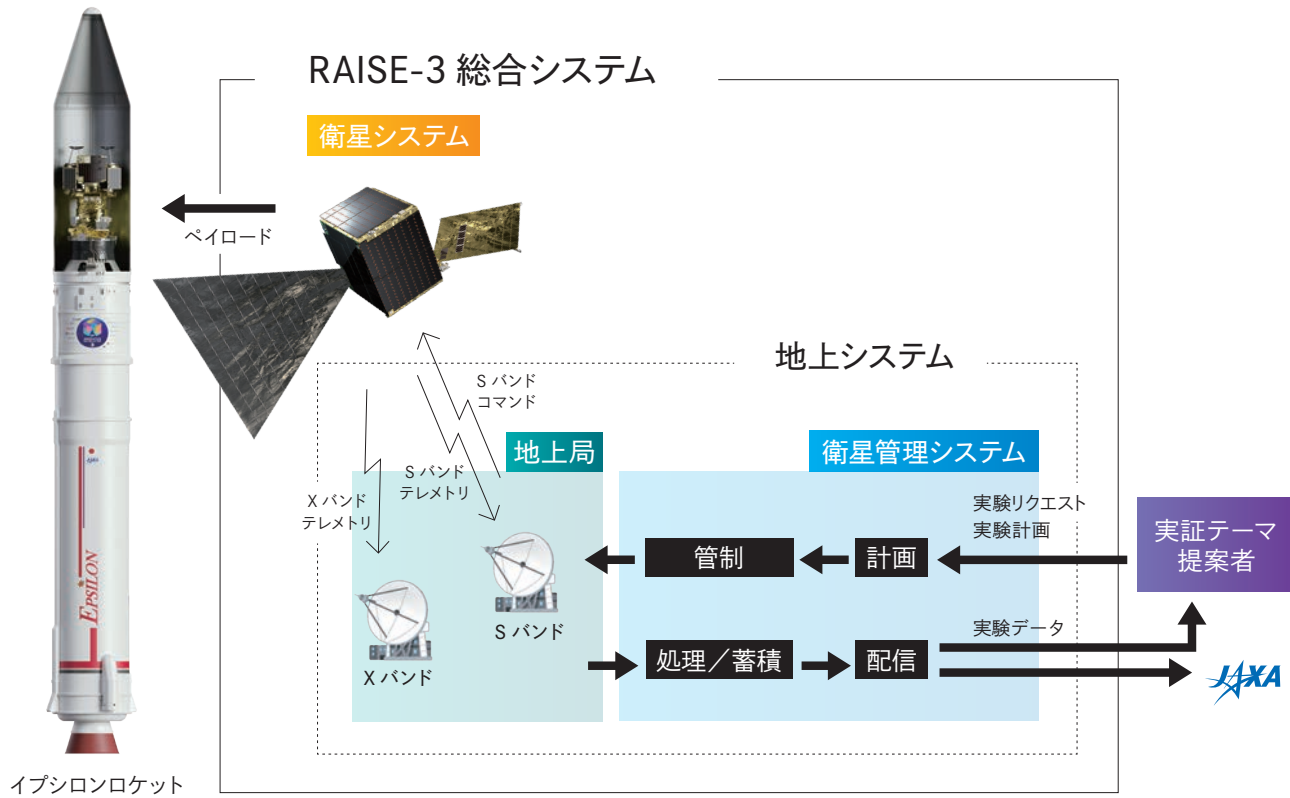 RAISE-3 総合システム
衛星システム
ペイロード
地上システム
S バンド
コマンド
地上局
衛星管理システム
S バンド
テレメトリ
X バンド
テレメトリ
実験リクエスト
実験計画
実証テーマ
提案者
管制
計画
S バンド
実験データ
処理／蓄積
配信
X バンド
JAXA
EPSILON
イプシロンロケット